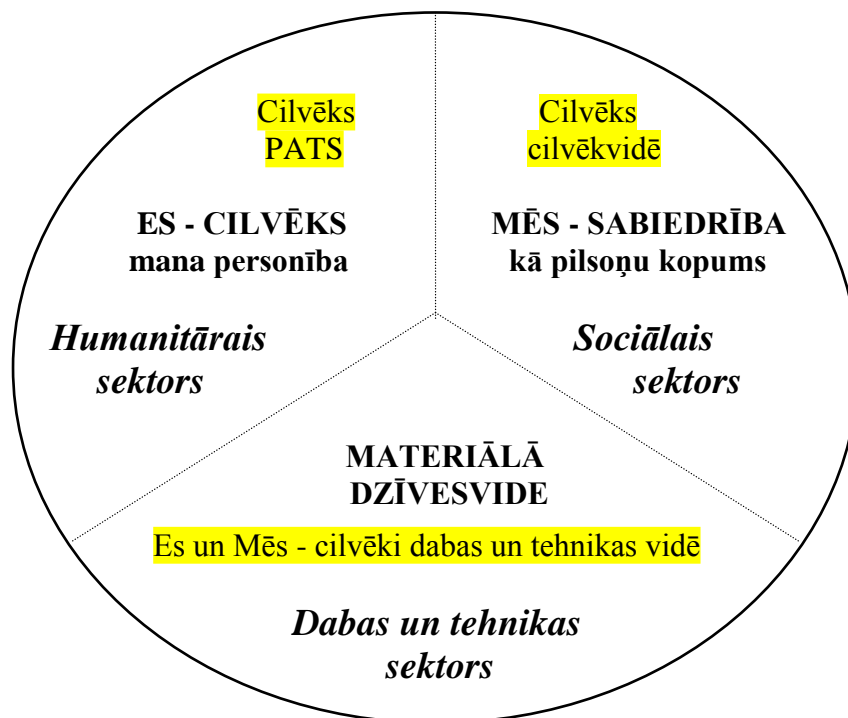 Cilvēks
PATS
ES - CILVĒKS
mana personība
Humanitārais
sektors
Cilvēks
cilvēkvidē
MĒS - SABIEDRĪBA
kā pilsoņu kopums
Sociālais
sektors
MATERIĀLĀ
DZĪVESVIDE
Es un Mēs - cilvēki dabas un tehnikas vidē
Dabas un tehnikas
sektors